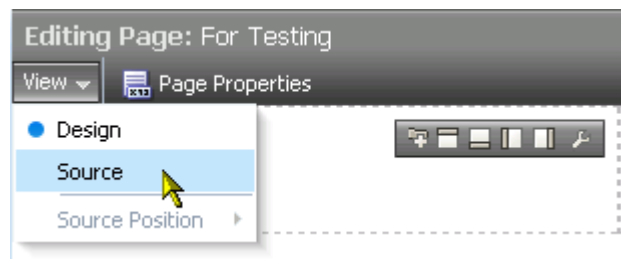 Editing Page: For Testing
View Page Properties
Design
Source
Source Position